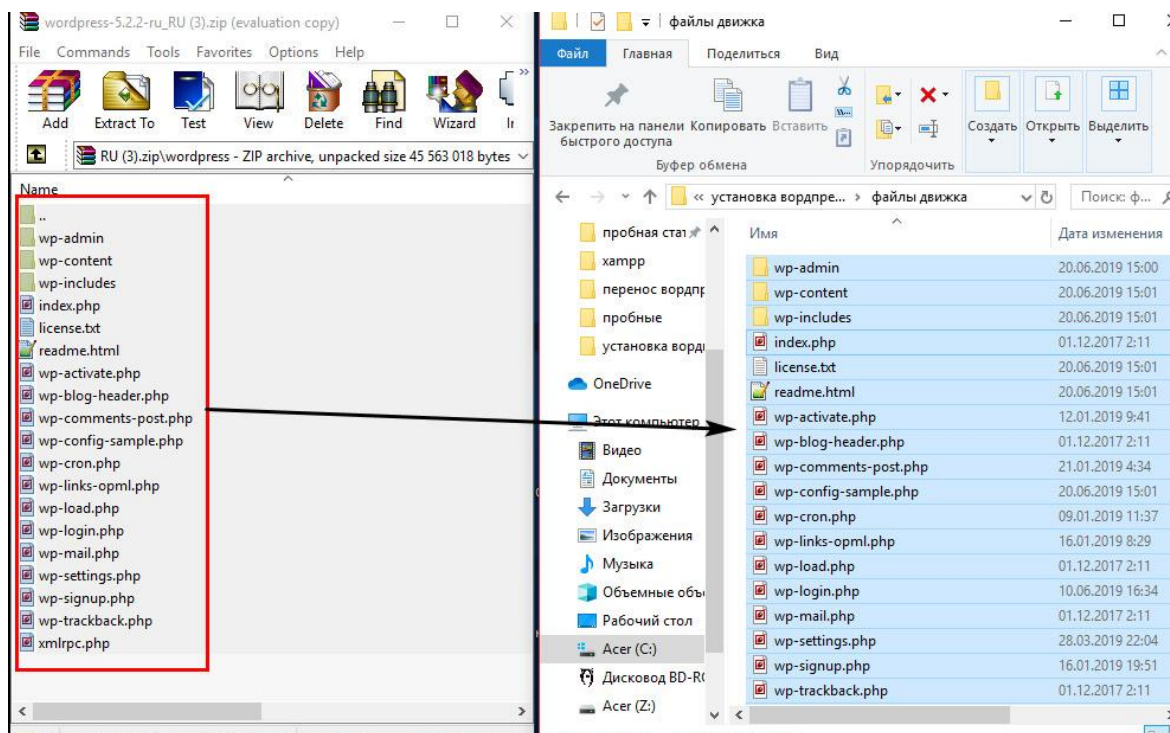 wordpress-5.2.2-ru_RU (3).zip (evaluation copy)
File Commands Tools Favorites Options Help
Add Extract To Test View Delete Find Wizard
RU (3).zip\wordpress - ZIP archive, unpacked size 45 563 018 bytes
Name
..
wp-admin
wp-content
wp-includes
index.php
license.txt
readme.html
wp-activate.php
wp-blog-header.php
wp-comments-post.php
wp-config-sample.php
wp-cron.php
wp-links-opml.php
wp-load.php
wp-login.php
wp-mail.php
wp-settings.php
wp-signup.php
wp-trackback.php
xmlrpc.php
файлы движка
Файл Главная Поделиться Вид
Закрепить на панели Копировать Вставить Создать Открыть Выделить
быстрого доступа
Буфер обмена Упорядочить
« установка вордпре... › файлы движка Поиск: ф...
пробная стат
xampp
перенос вордпр
пробные
установка ворд
OneDrive
Этот компьютер
Видео
Документы
Загрузки
Изображения
Музыка
Объемные объ
Рабочий стол
Acer (C:)
Дисковод BD-RO
Acer (Z:)
Имя Дата изменения
wp-admin 20.06.2019 15:00
wp-content 20.06.2019 15:01
wp-includes 20.06.2019 15:01
index.php 01.12.2017 2:11
license.txt 20.06.2019 15:01
readme.html 20.06.2019 15:01
wp-activate.php 12.01.2019 9:41
wp-blog-header.php 01.12.2017 2:11
wp-comments-post.php 21.01.2019 4:34
wp-config-sample.php 20.06.2019 15:01
wp-cron.php 09.01.2019 11:37
wp-links-opml.php 16.01.2019 8:29
wp-load.php 01.12.2017 2:11
wp-login.php 10.06.2019 16:34
wp-mail.php 01.12.2017 2:11
wp-settings.php 28.03.2019 22:04
wp-signup.php 16.01.2019 19:51
wp-trackback.php 01.12.2017 2:11